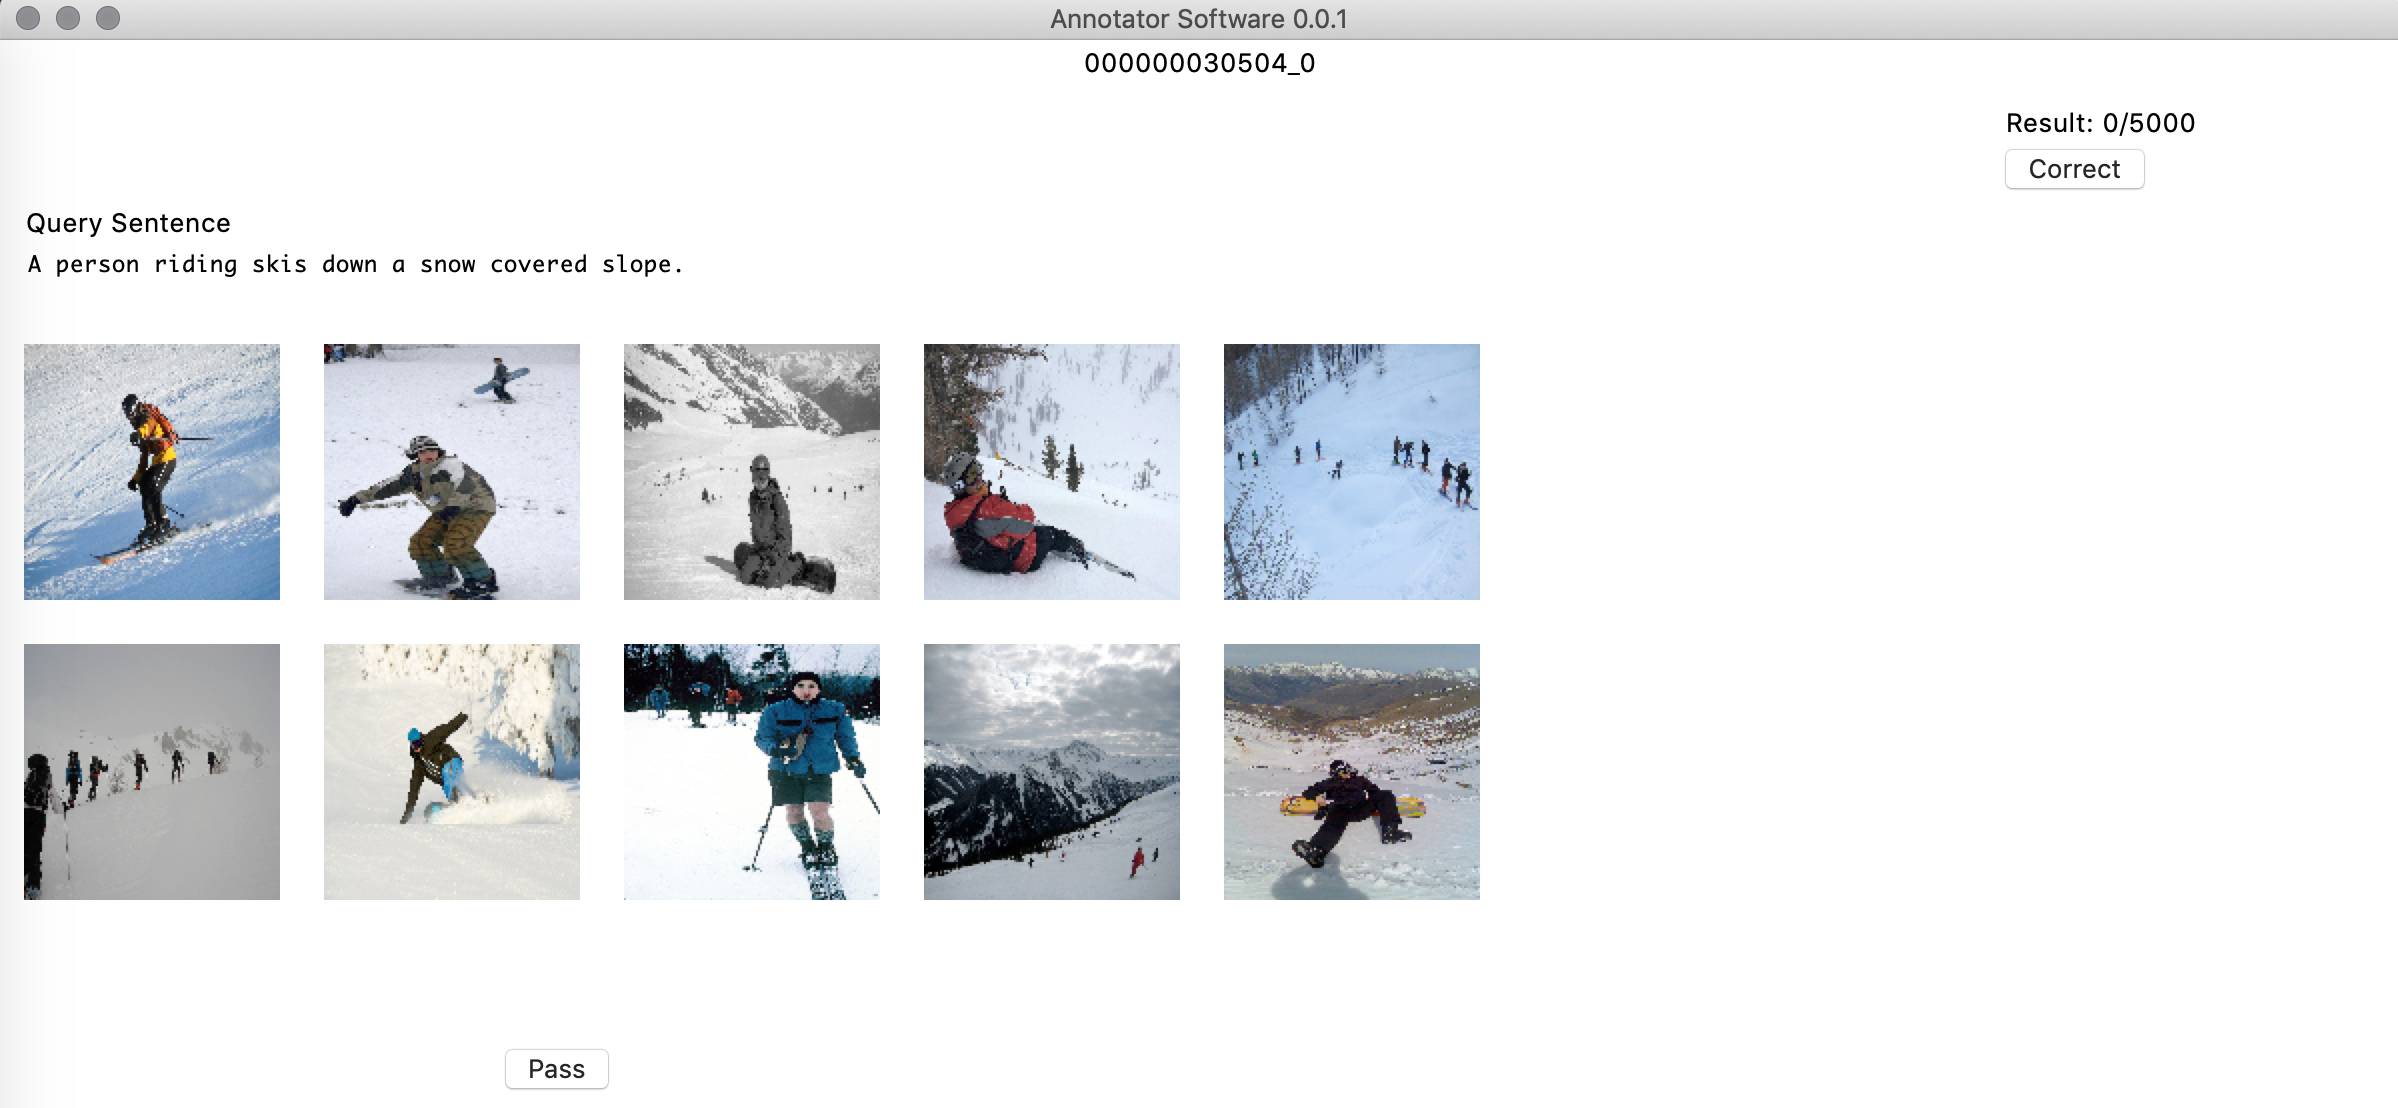 Annotator Software 0.0.1
000000030504_0
Result: 0/5000
Correct
Query Sentence
A person riding skis down a snow covered slope.
Pass